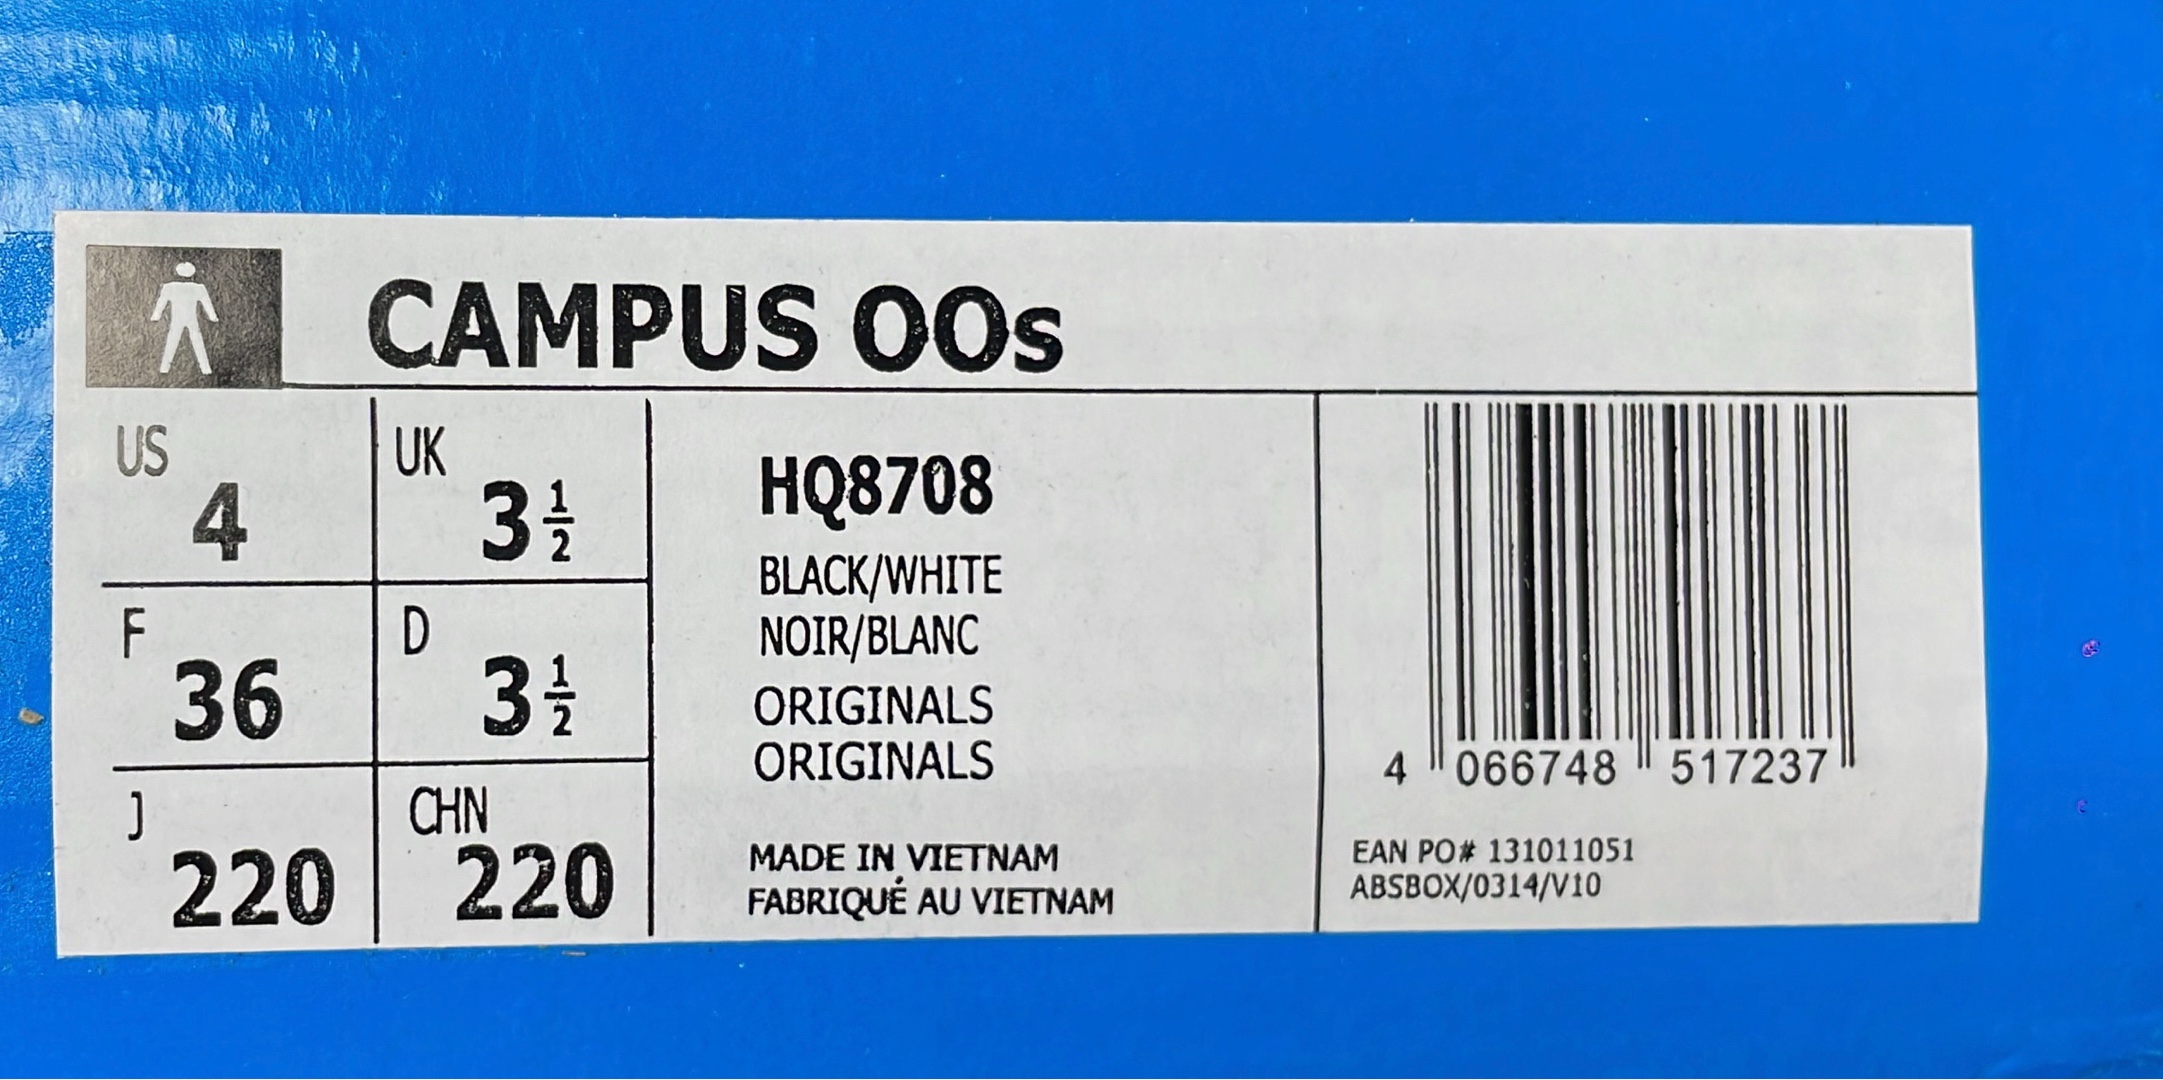 CAMPUS 00s
US 4 UK 3 1/2
F 36 D 3 1/2
J 220 CHN 220
HQ8708
BLACK/WHITE
NOIR/BLANC
ORIGINALS
ORIGINALS
MADE IN VIETNAM
FABRIQUÉ AU VIETNAM
4 066748 517237
EAN PO# 131011051
ABSBOX/0314/V10